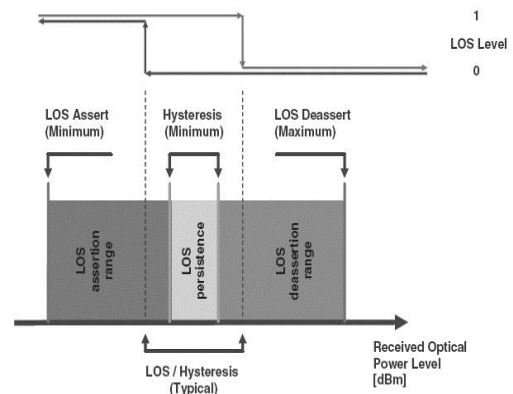 1
LOS Level
0
LOS Assert
(Minimum)
Hysteresis
(Minimum)
LOS Deassert
(Maximum)
LOS
assertion
range
LOS
persistence
LOS
deassertion
range
Received Optical
Power Level
[dBm]
LOS / Hysteresis
(Typical)